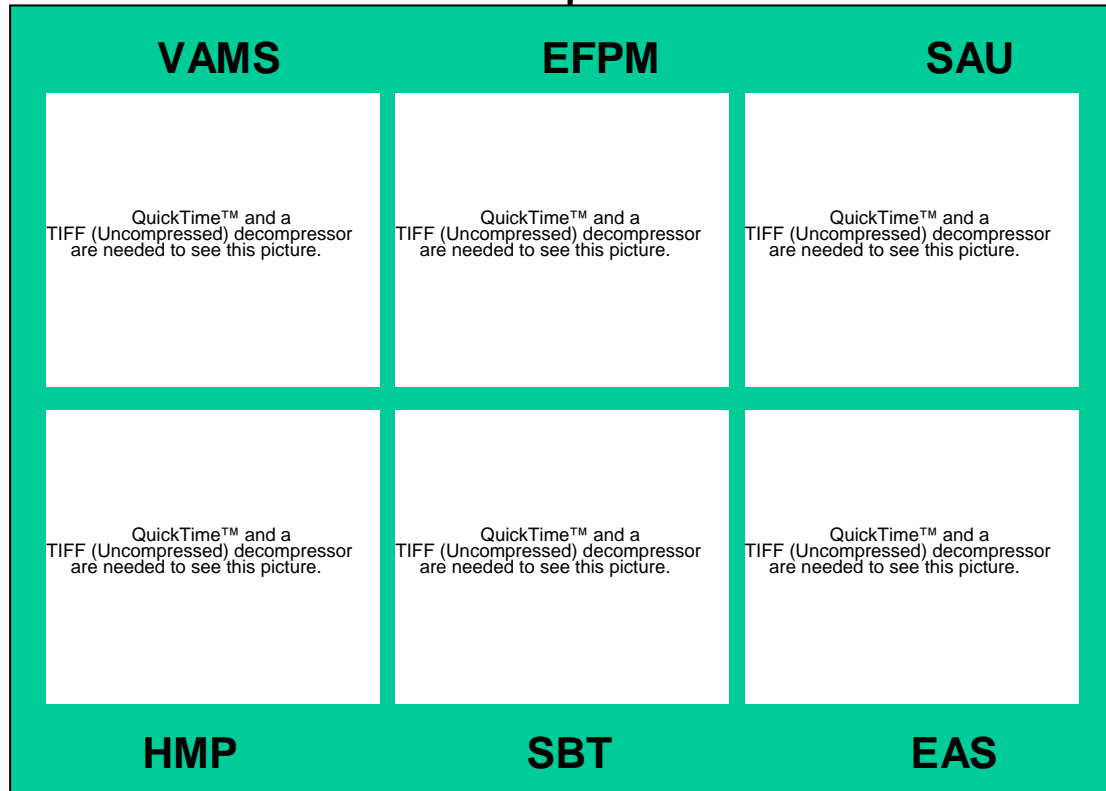 VAMS EFPM SAU
QuickTime™ and a
TIFF (Uncompressed) decompressor
are needed to see this picture.
QuickTime™ and a
TIFF (Uncompressed) decompressor
are needed to see this picture.
QuickTime™ and a
TIFF (Uncompressed) decompressor
are needed to see this picture.
QuickTime™ and a
TIFF (Uncompressed) decompressor
are needed to see this picture.
QuickTime™ and a
TIFF (Uncompressed) decompressor
are needed to see this picture.
QuickTime™ and a
TIFF (Uncompressed) decompressor
are needed to see this picture.
HMP SBT EAS